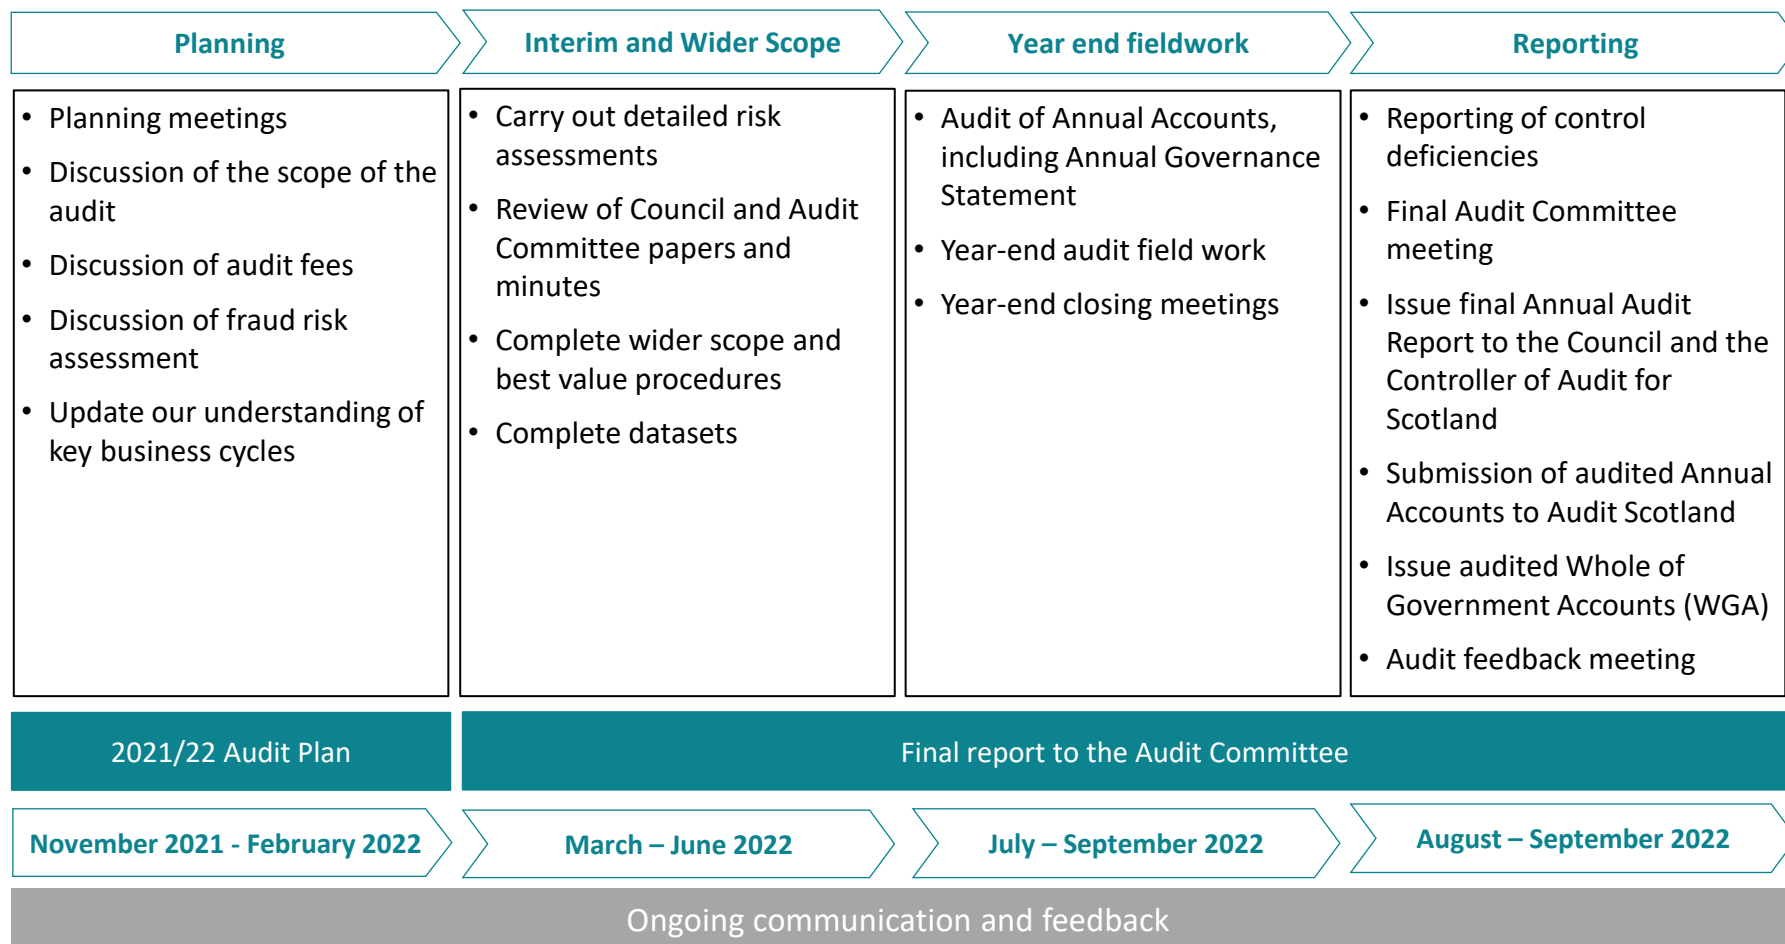 Planning
Interim and Wider Scope
Year end fieldwork
Reporting
• Planning meetings
• Discussion of the scope of the
audit
• Discussion of audit fees
• Discussion of fraud risk
assessment
• Update our understanding of
key business cycles
• Carry out detailed risk
assessments
• Review of Council and Audit
Committee papers and
minutes
• Complete wider scope and
best value procedures
• Complete datasets
• Audit of Annual Accounts,
including Annual Governance
Statement
• Year-end audit field work
• Year-end closing meetings
• Reporting of control
deficiencies
• Final Audit Committee
meeting
• Issue final Annual Audit
Report to the Council and the
Controller of Audit for
Scotland
• Submission of audited Annual
Accounts to Audit Scotland
• Issue audited Whole of
Government Accounts (WGA)
• Audit feedback meeting
2021/22 Audit Plan
Final report to the Audit Committee
November 2021 - February 2022
March – June 2022
July – September 2022
August – September 2022
Ongoing communication and feedback